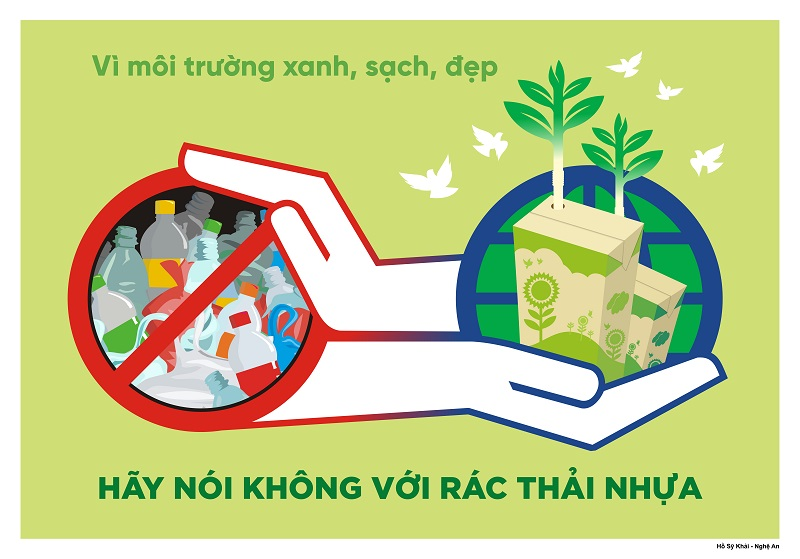 Vì môi trường xanh, sạch, đẹp
HÃY NÓI KHÔNG VỚI RÁC THẢI NHỰA
Hồ Sỹ Khải - Nghệ An